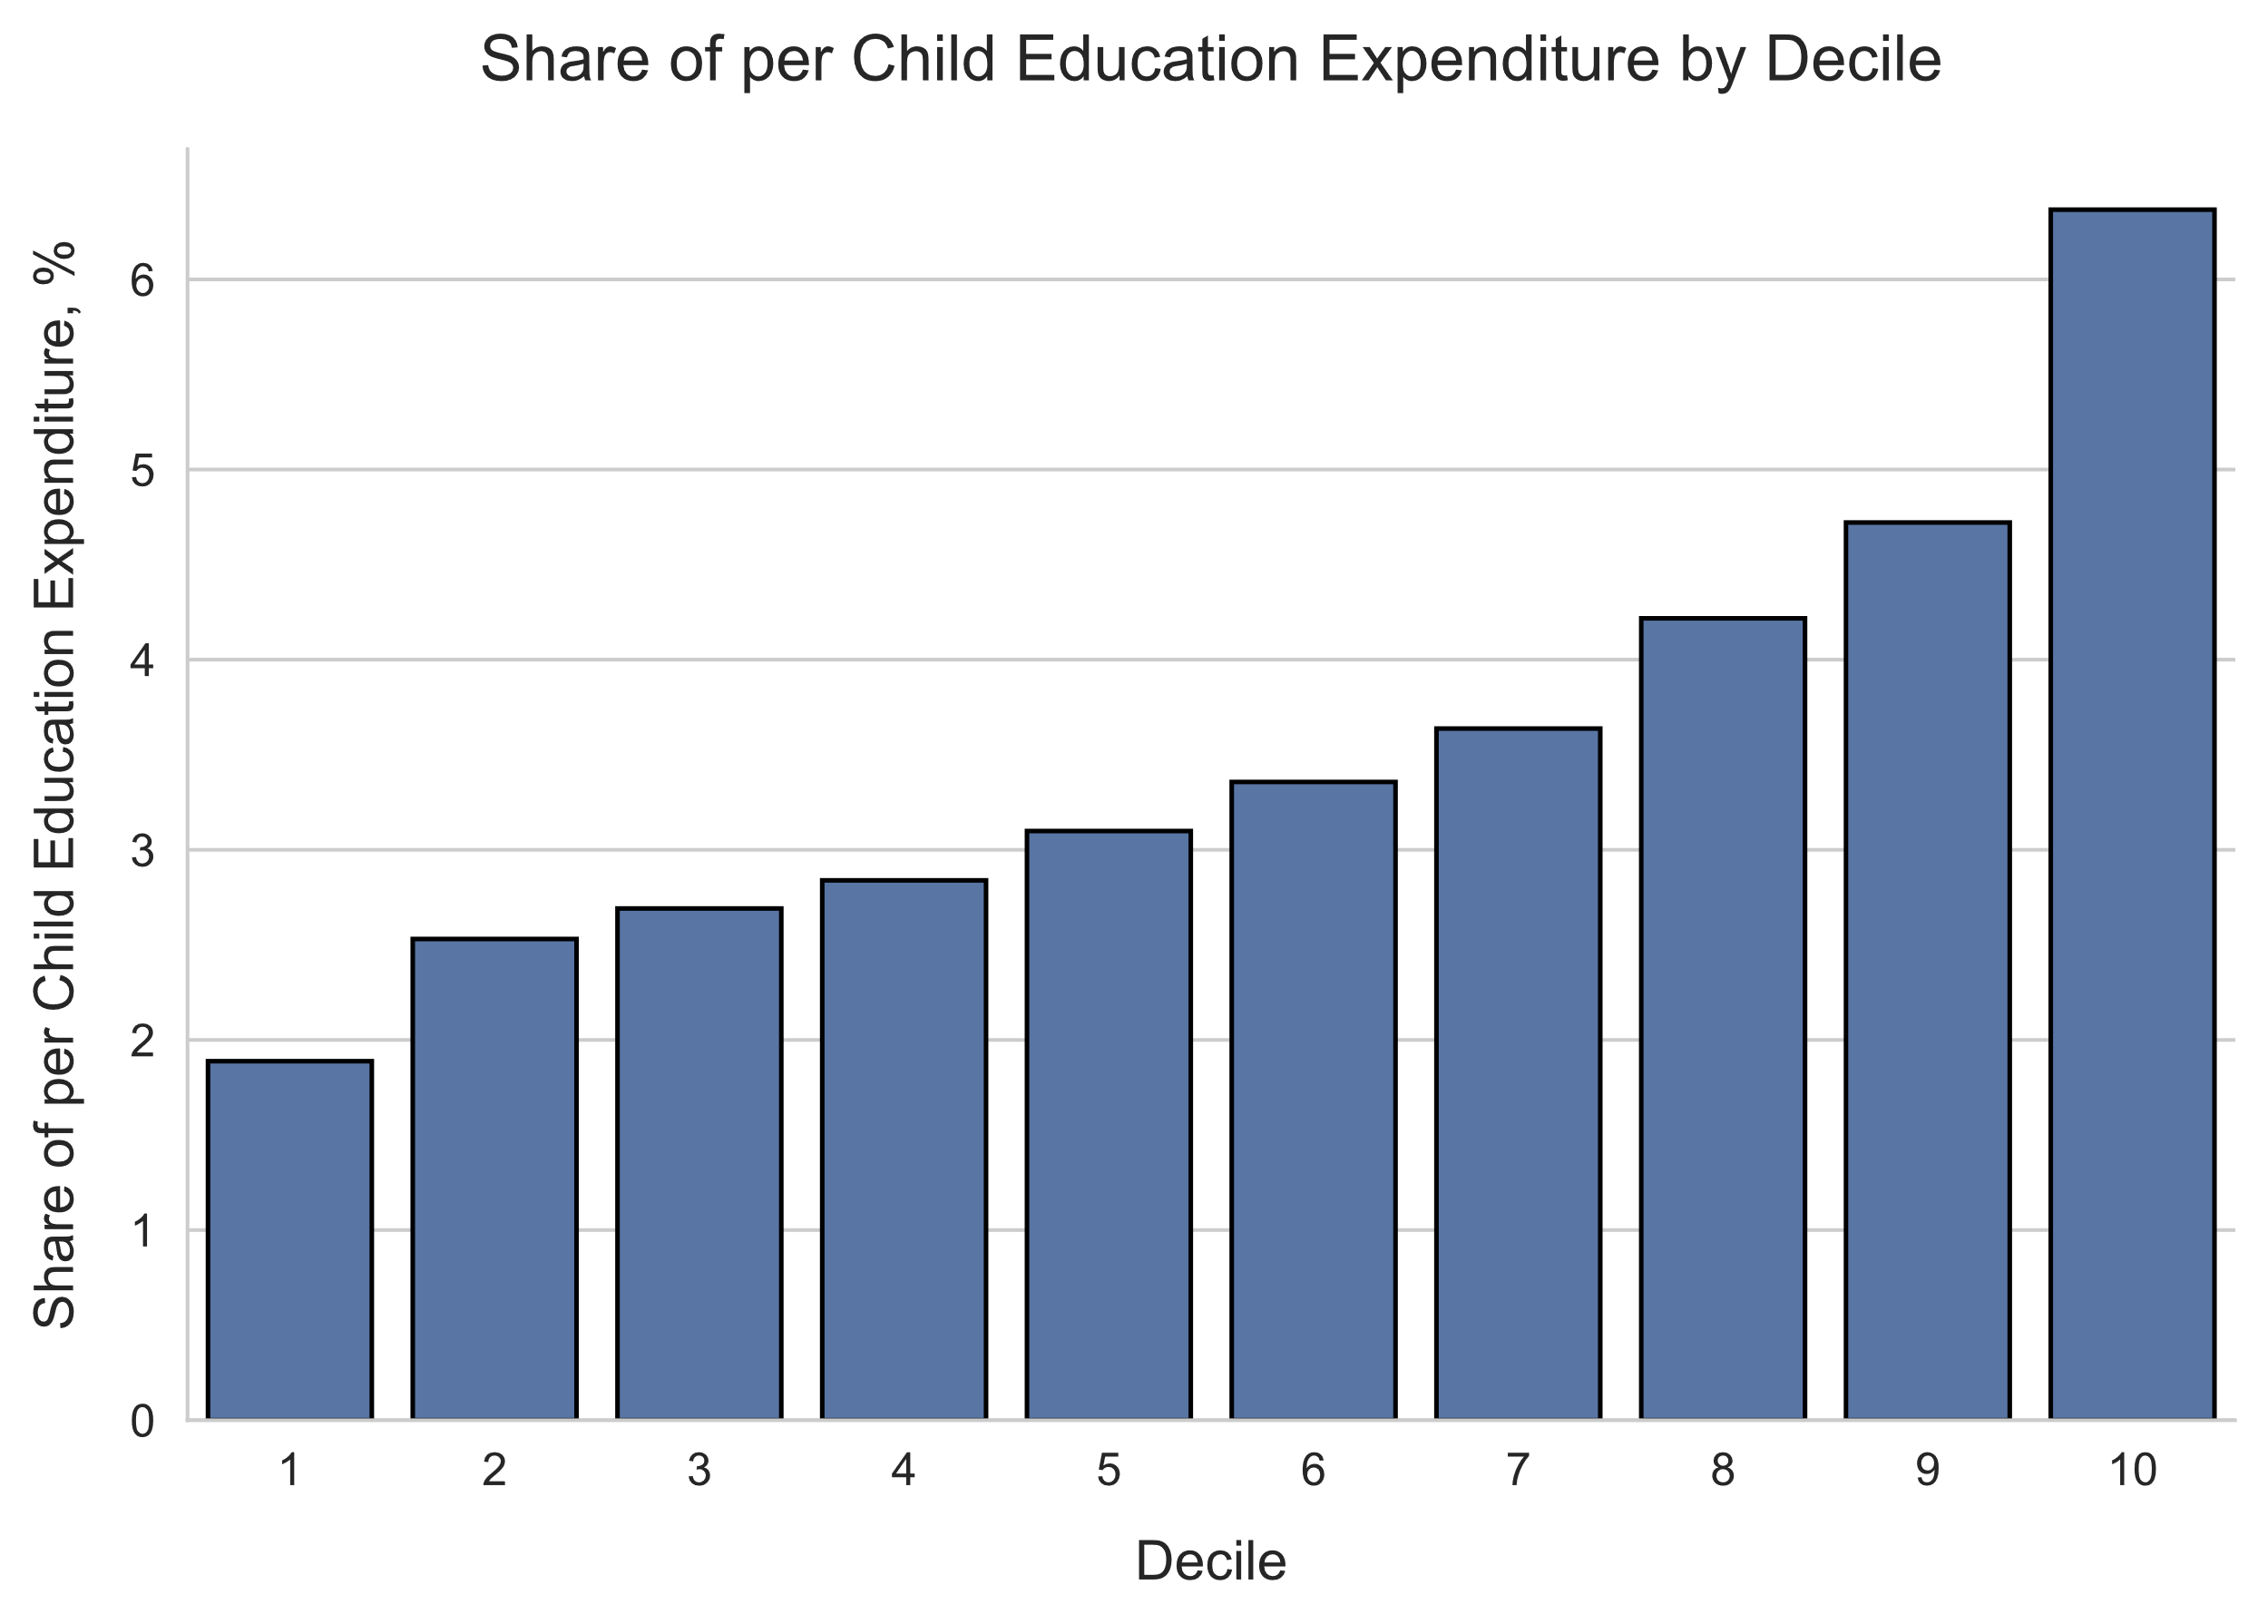 Share of per Child Education Expenditure by Decile
Share of per Child Education Expenditure, %
6
5
4
3
2
1
0
1 2 3 4 5 6 7 8 9 10
Decile